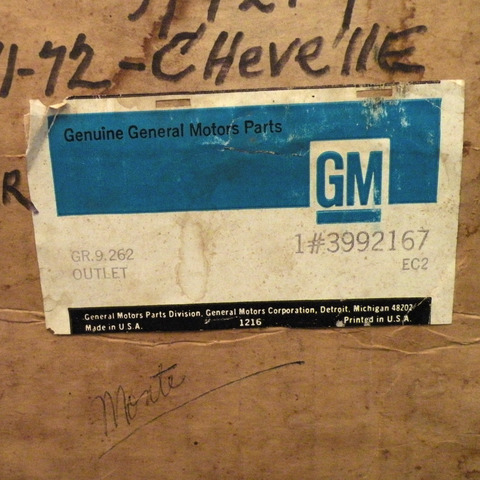 71-72-CHevellE
R
Genuine General Motors Parts
GM
1#3992167
GR.9.262
EC2
OUTLET
General Motors Parts Division, General Motors Corporation, Detroit, Michigan 48202
Made in U.S.A. 1216 Printed in U.S.A.
Monte